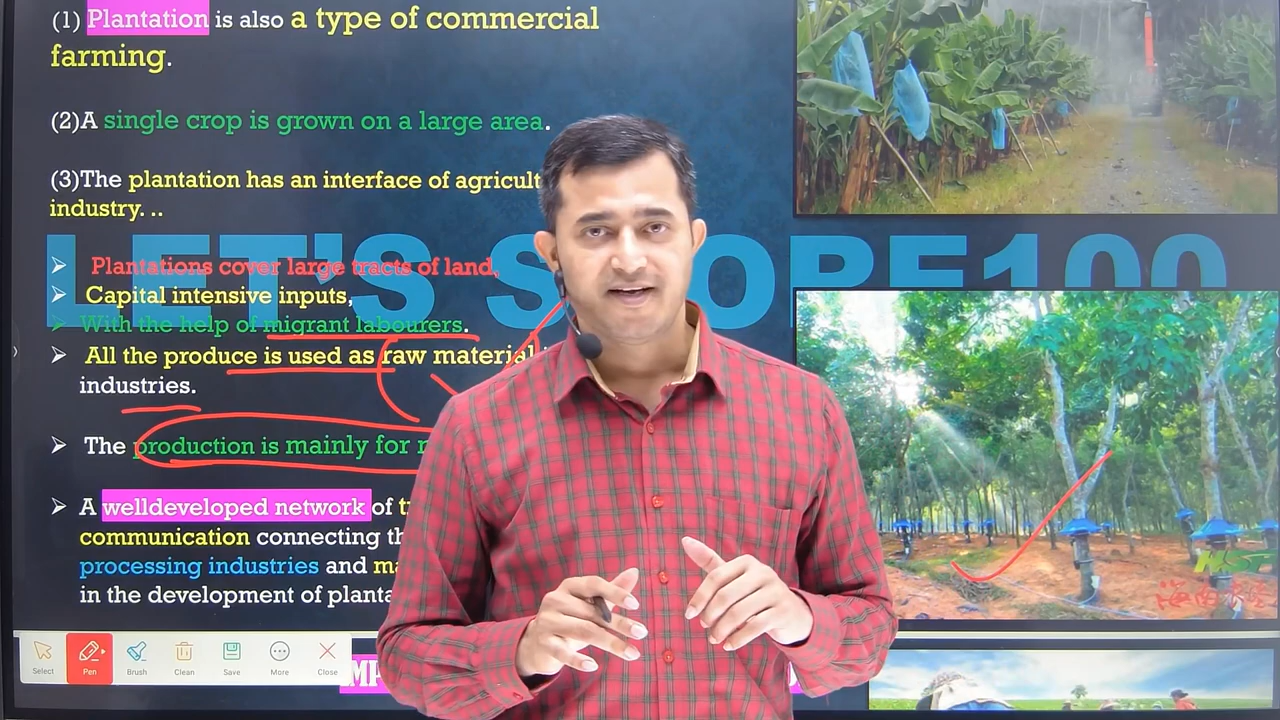 (1) Plantation is also a type of commercial
farming.
(2)A single crop is grown on a large area.
(3)The plantation has an interface of agricult
industry. ..
LET'S S
➤ Plantations cover large tracts of land,
➤ Capital intensive inputs,
➤ With the help of migrant labourers.
➤ All the produce is used as raw material
industries.
➤ The production is mainly for
➤ A welldeveloped network of
communication connecting
processing industries and
in the development of
Select
Pen
Brush
Clean
Save
More
Close